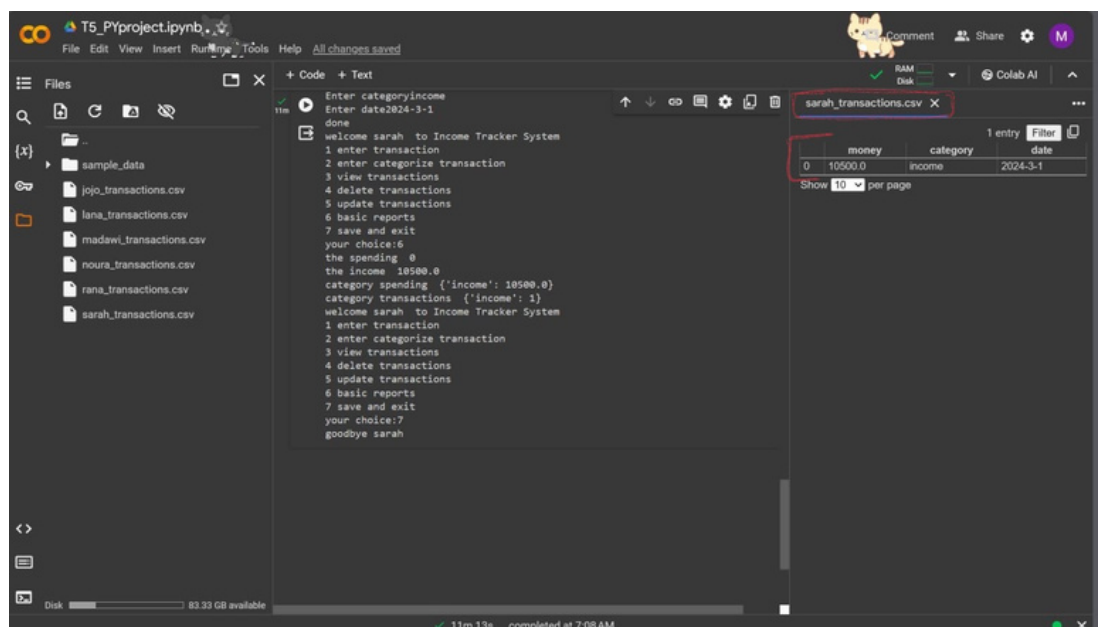 CO
T5_PYproject.ipynb
File Edit View Insert Runtime Tools Help All changes saved
Comment Share M
Files
+ Code + Text
RAM
Disk
Colab AI
..
sample_data
jojo_transactions.csv
lana_transactions.csv
madawi_transactions.csv
noura_transactions.csv
rana_transactions.csv
sarah_transactions.csv
{x}
Disk 83.33 GB available
11m
Enter categoryincome
Enter date2024-3-1
done
welcome sarah to Income Tracker System
1 enter transaction
2 enter categorize transaction
3 view transactions
4 delete transactions
5 update transactions
6 basic reports
7 save and exit
your choice:6
the spending 0
the income 10500.0
category spending {'income': 10500.0}
category transactions {'income': 1}
welcome sarah to Income Tracker System
1 enter transaction
2 enter categorize transaction
3 view transactions
4 delete transactions
5 update transactions
6 basic reports
7 save and exit
your choice:7
goodbye sarah
sarah_transactions.csv
1 entry Filter
money category date
0 10500.0 income 2024-3-1
Show 10 per page
11m 13s completed at 7:08 AM